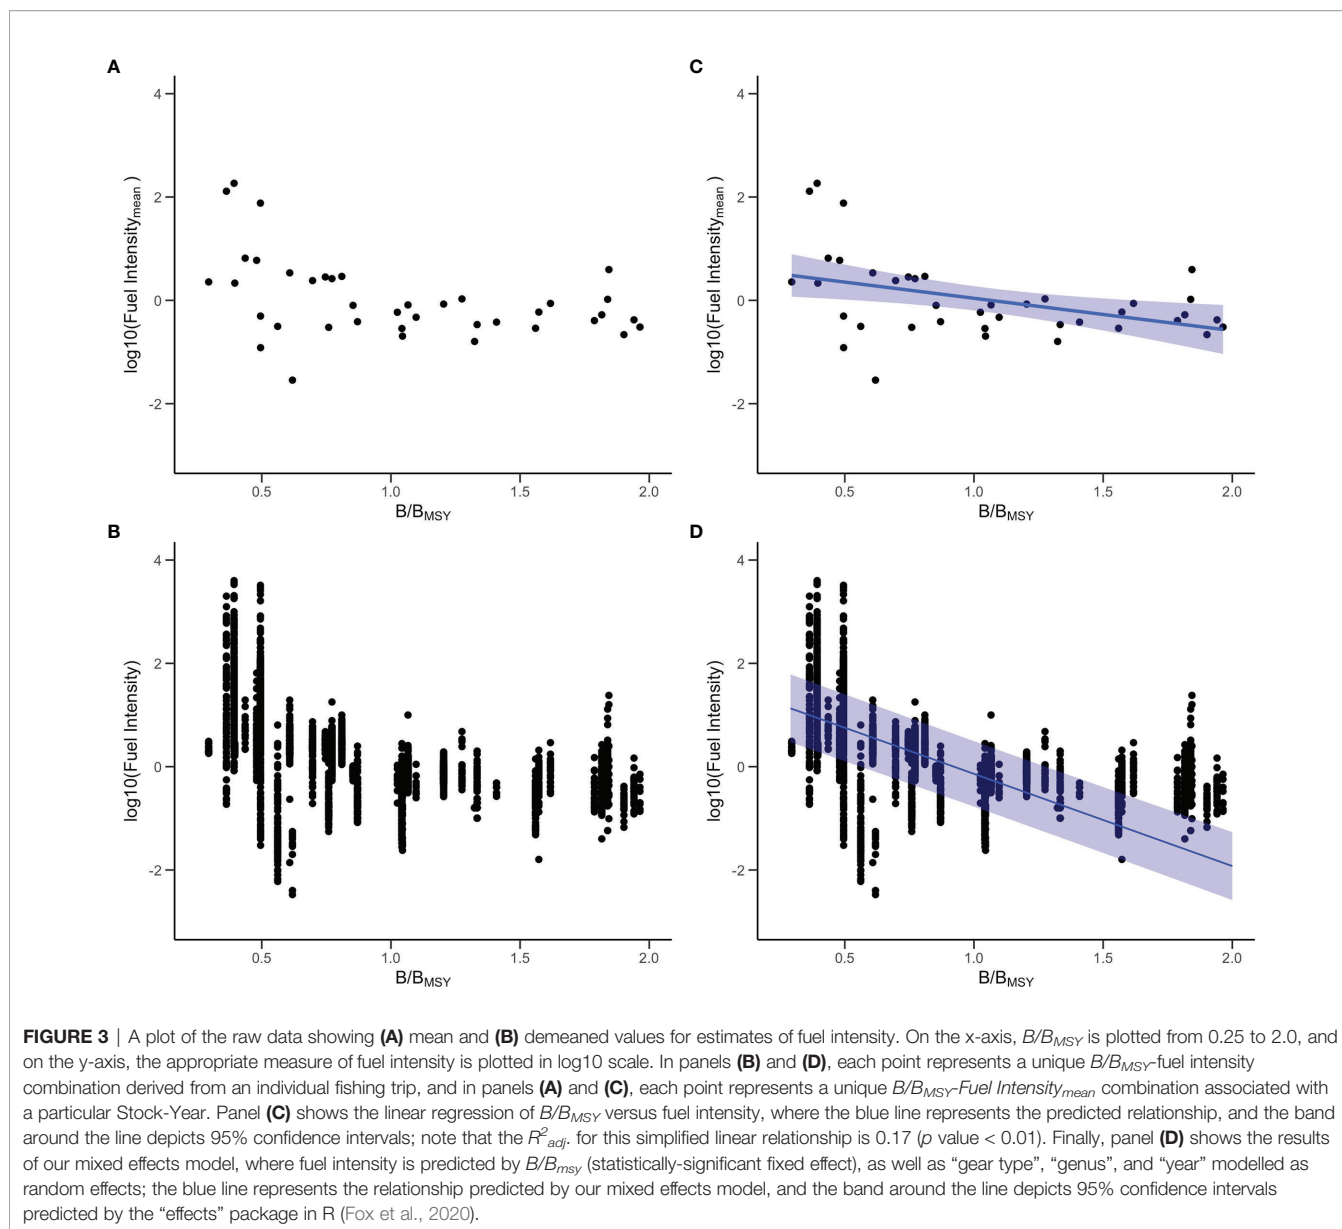 A
4
2
0
-2
log10(Fuel Intensity_mean)
0.5 1.0 1.5 2.0
B/B_MSY
C
4
2
0
-2
log10(Fuel Intensity_mean)
0.5 1.0 1.5 2.0
B/B_MSY
B
4
2
0
-2
log10(Fuel Intensity)
0.5 1.0 1.5 2.0
B/B_MSY
D
4
2
0
-2
log10(Fuel Intensity)
0.5 1.0 1.5 2.0
B/B_MSY
FIGURE 3 | A plot of the raw data showing (A) mean and (B) demeaned values for estimates of fuel intensity. On the x-axis, B/B_MSY is plotted from 0.25 to 2.0, and
on the y-axis, the appropriate measure of fuel intensity is plotted in log10 scale. In panels (B) and (D), each point represents a unique B/B_MSY-fuel intensity
combination derived from an individual fishing trip, and in panels (A) and (C), each point represents a unique B/B_MSY-Fuel Intensity_mean combination associated with
a particular Stock-Year. Panel (C) shows the linear regression of B/B_MSY versus fuel intensity, where the blue line represents the predicted relationship, and the band
around the line depicts 95% confidence intervals; note that the R²_adj. for this simplified linear relationship is 0.17 (p value < 0.01). Finally, panel (D) shows the results
of our mixed effects model, where fuel intensity is predicted by B/B_msy (statistically-significant fixed effect), as well as “gear type”, “genus”, and “year” modelled as
random effects; the blue line represents the relationship predicted by our mixed effects model, and the band around the line depicts 95% confidence intervals
predicted by the “effects” package in R (Fox et al., 2020).